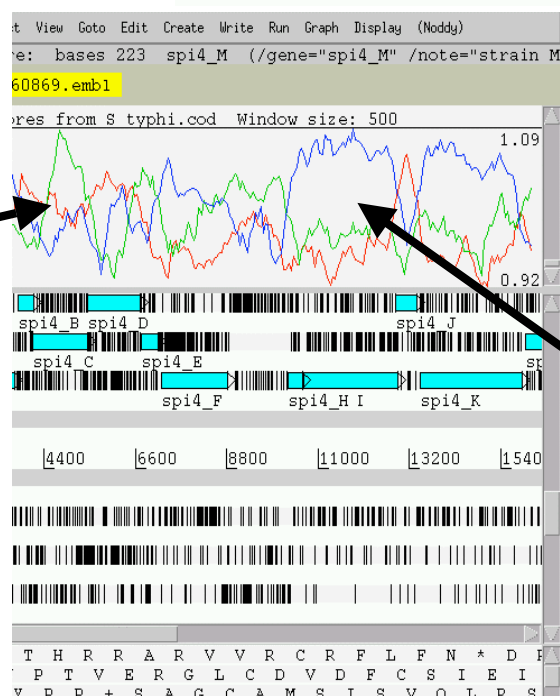 View Goto Edit Create Write Run Graph Display (Noddy)
bases 223 spi4_M (/gene="spi4_M" /note="strain M
60869.embl
from S typhi.cod Window size: 500
1.09
0.92
spi4_B spi4_D spi4_J
spi4_C spi4_E
spi4_F spi4_H I spi4_K
4400 6600 8800 11000 13200 1540
T H R R A R V V R C R F L F N * D
P T V E R G L C D V D F C S I E I